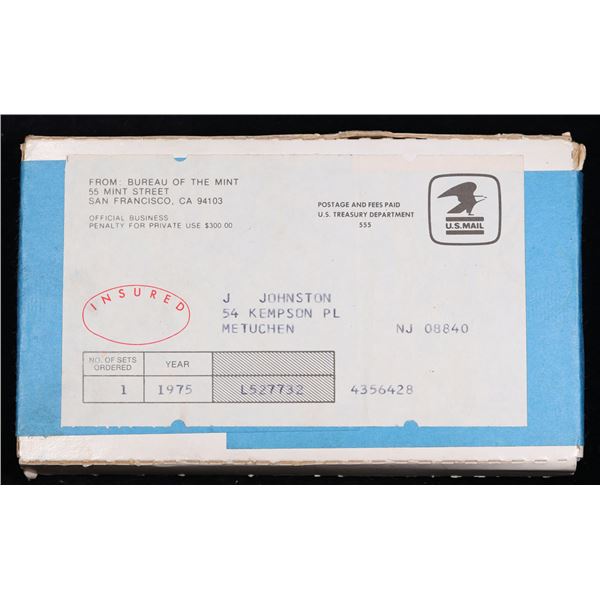 FROM: BUREAU OF THE MINT
55 MINT STREET
SAN FRANCISCO, CA 94103
OFFICIAL BUSINESS
PENALTY FOR PRIVATE USE $300.00
POSTAGE AND FEES PAID
U.S. TREASURY DEPARTMENT
555
U.S.MAIL
INSURED
J JOHNSTON
54 KEMPSON PL
METUCHEN NJ 08840
NO. OF SETS ORDERED
YEAR
1 1975 L527732 4356428